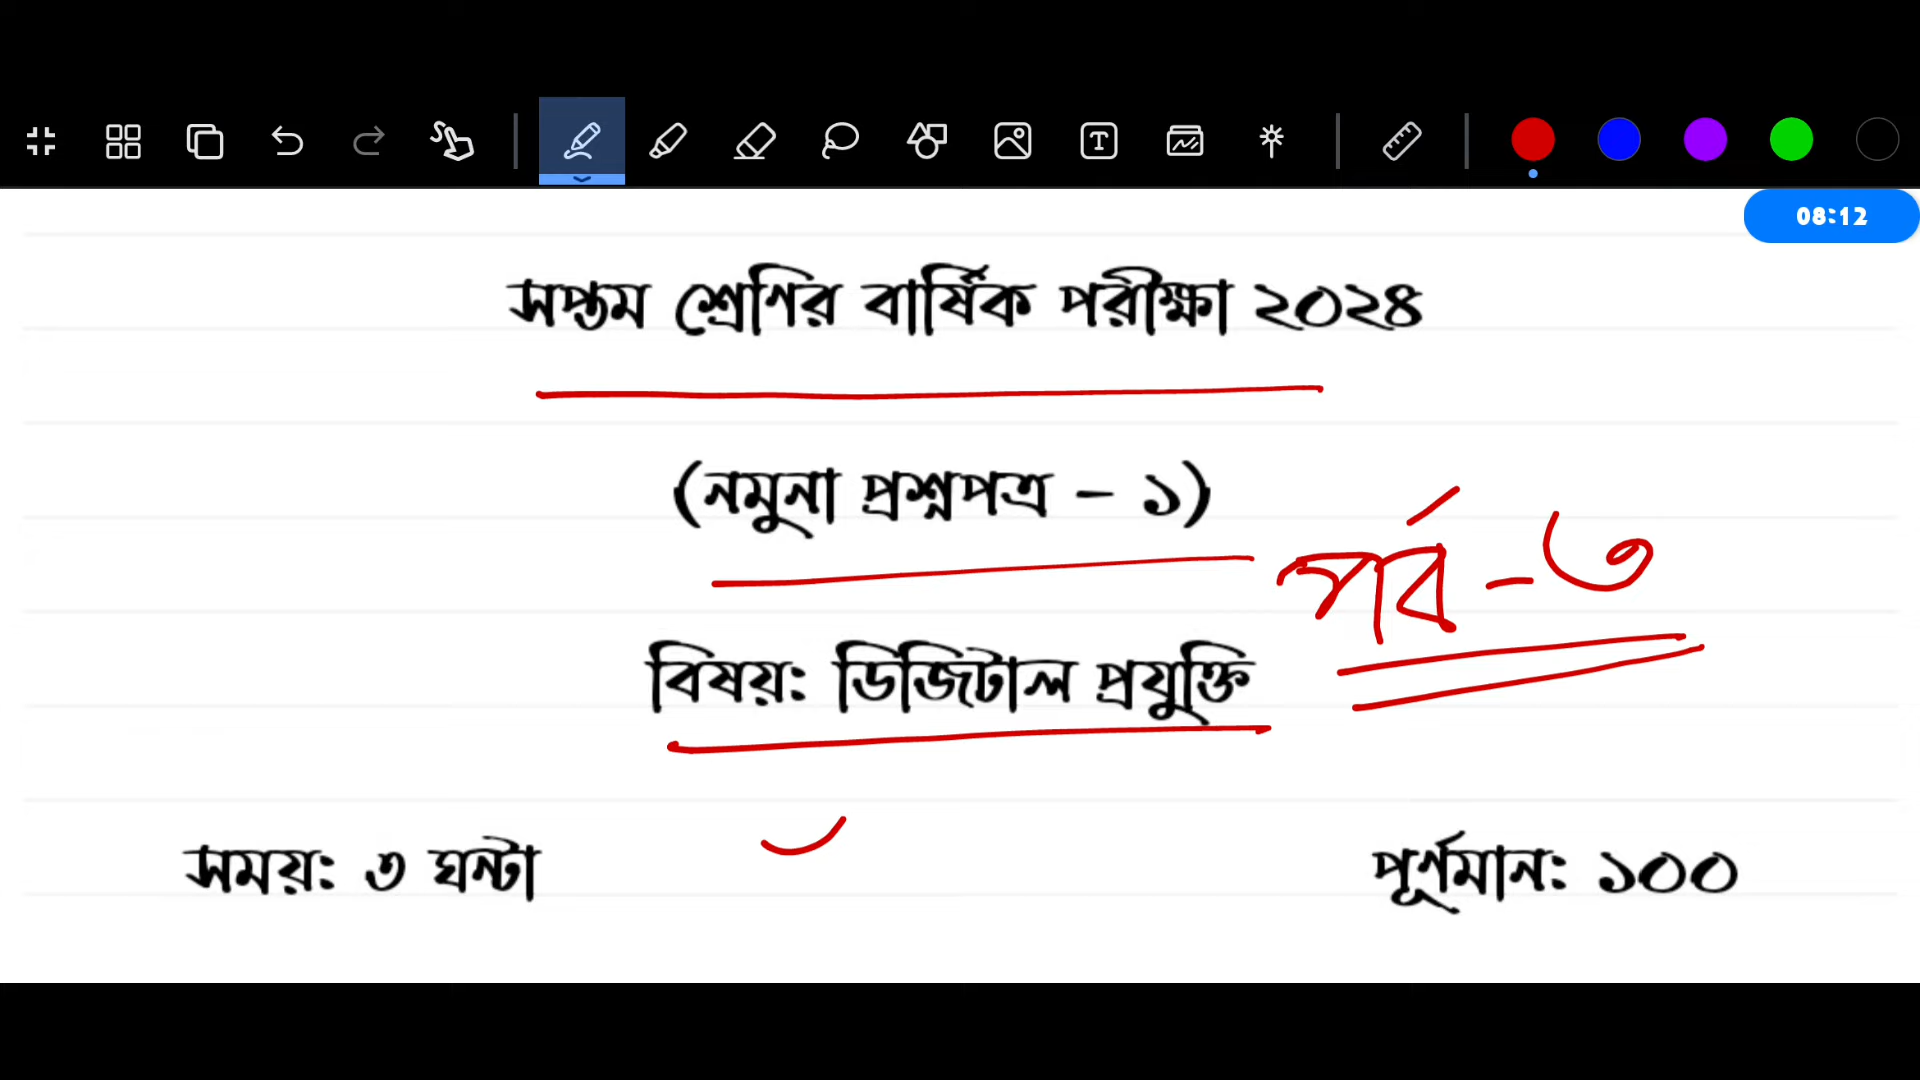 08:12
সপ্তম শ্রেণির বার্ষিক পরীক্ষা ২০২৪
(নমুনা প্রশ্নপত্র – ১)
পর্ব - ৩
বিষয়: ডিজিটাল প্রযুক্তি
সময়: ৩ ঘন্টা
পূর্ণমান: ১০০